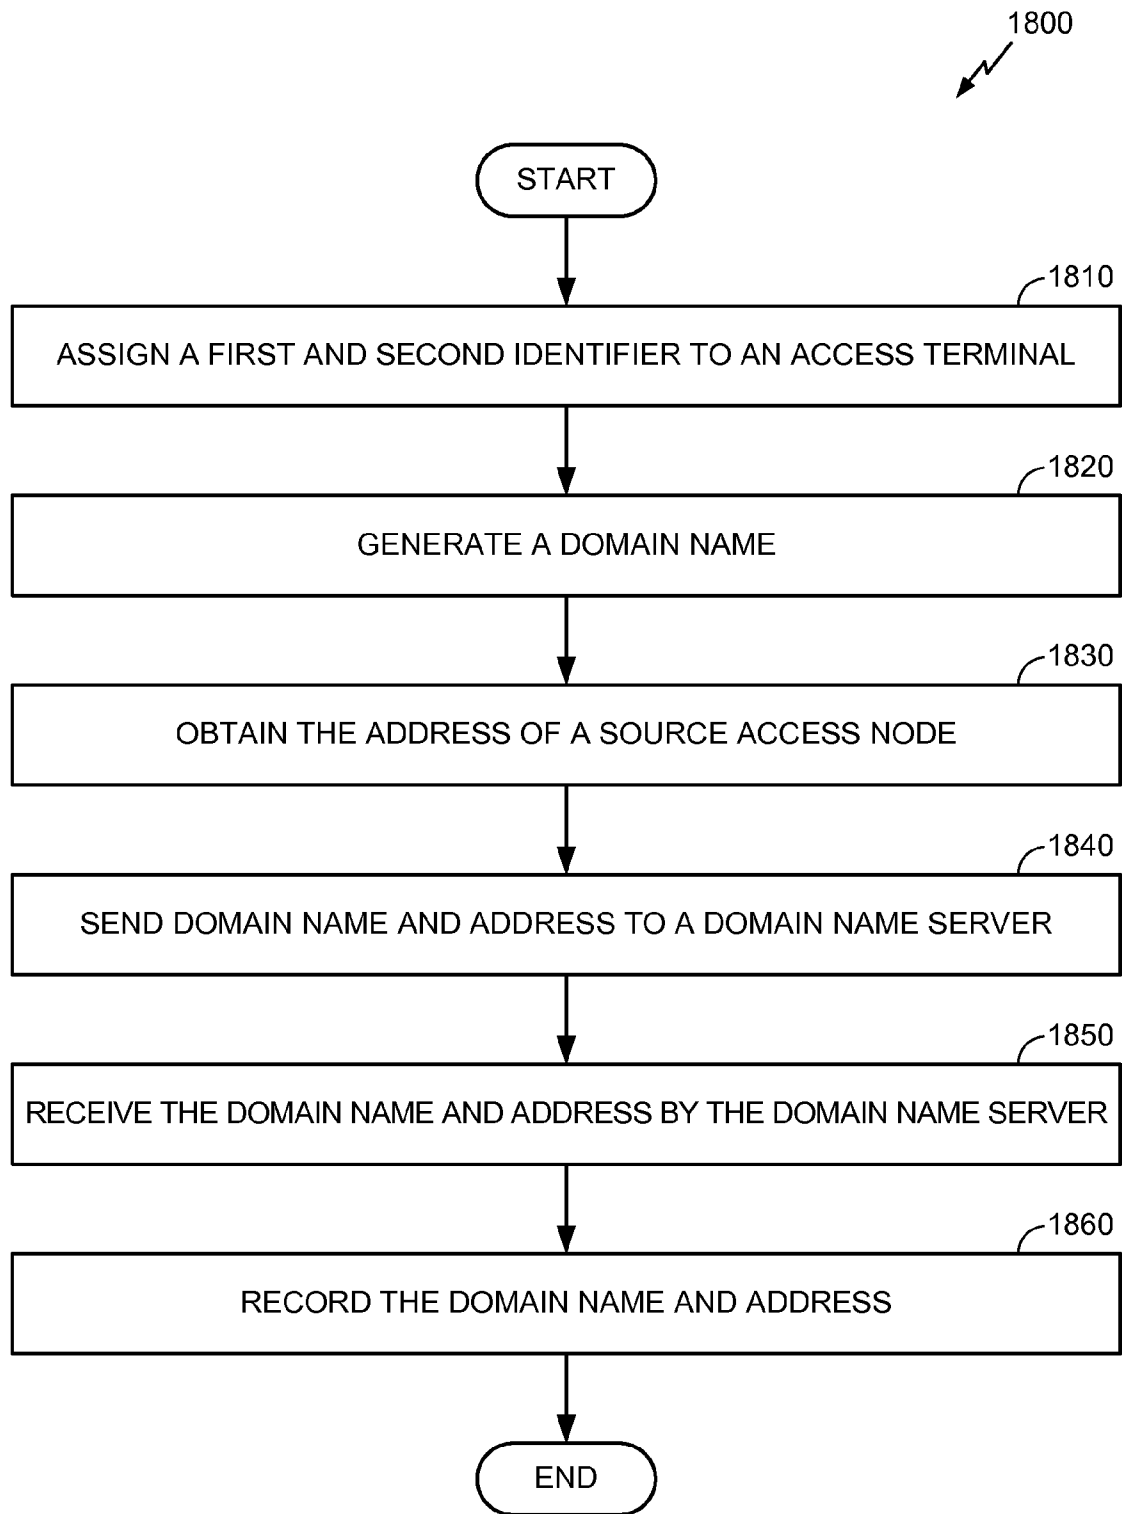 1800
START
1810
ASSIGN A FIRST AND SECOND IDENTIFIER TO AN ACCESS TERMINAL
1820
GENERATE A DOMAIN NAME
1830
OBTAIN THE ADDRESS OF A SOURCE ACCESS NODE
1840
SEND DOMAIN NAME AND ADDRESS TO A DOMAIN NAME SERVER
1850
RECEIVE THE DOMAIN NAME AND ADDRESS BY THE DOMAIN NAME SERVER
1860
RECORD THE DOMAIN NAME AND ADDRESS
END